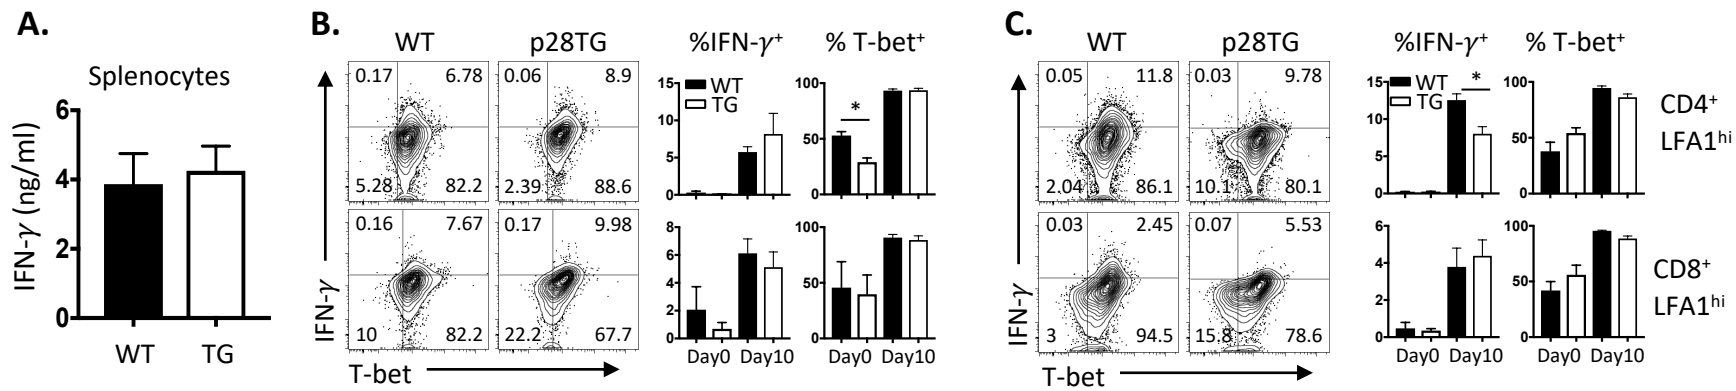 A.
Splenocytes
IFN-γ (ng/ml)
6
4
2
0
WT
TG
B.
WT
p28TG
%IFN-γ+
% T-bet+
0.17
6.78
5.28
82.2
0.06
8.9
2.39
88.6
15
10
5
0
WT
TG
100
50
0
*
0.16
7.67
10
82.2
0.17
9.98
22.2
67.7
8
6
4
2
0
Day0
Day10
100
50
0
Day0
Day10
IFN-γ
T-bet
C.
WT
p28TG
%IFN-γ+
% T-bet+
0.05
11.8
2.04
86.1
0.03
9.78
10.1
80.1
15
10
5
0
WT
TG
*
100
50
0
CD4+
LFA1hi
0.03
2.45
3
94.5
0.07
5.53
15.8
78.6
6
4
2
0
Day0
Day10
100
50
0
Day0
Day10
CD8+
LFA1hi
IFN-γ
T-bet